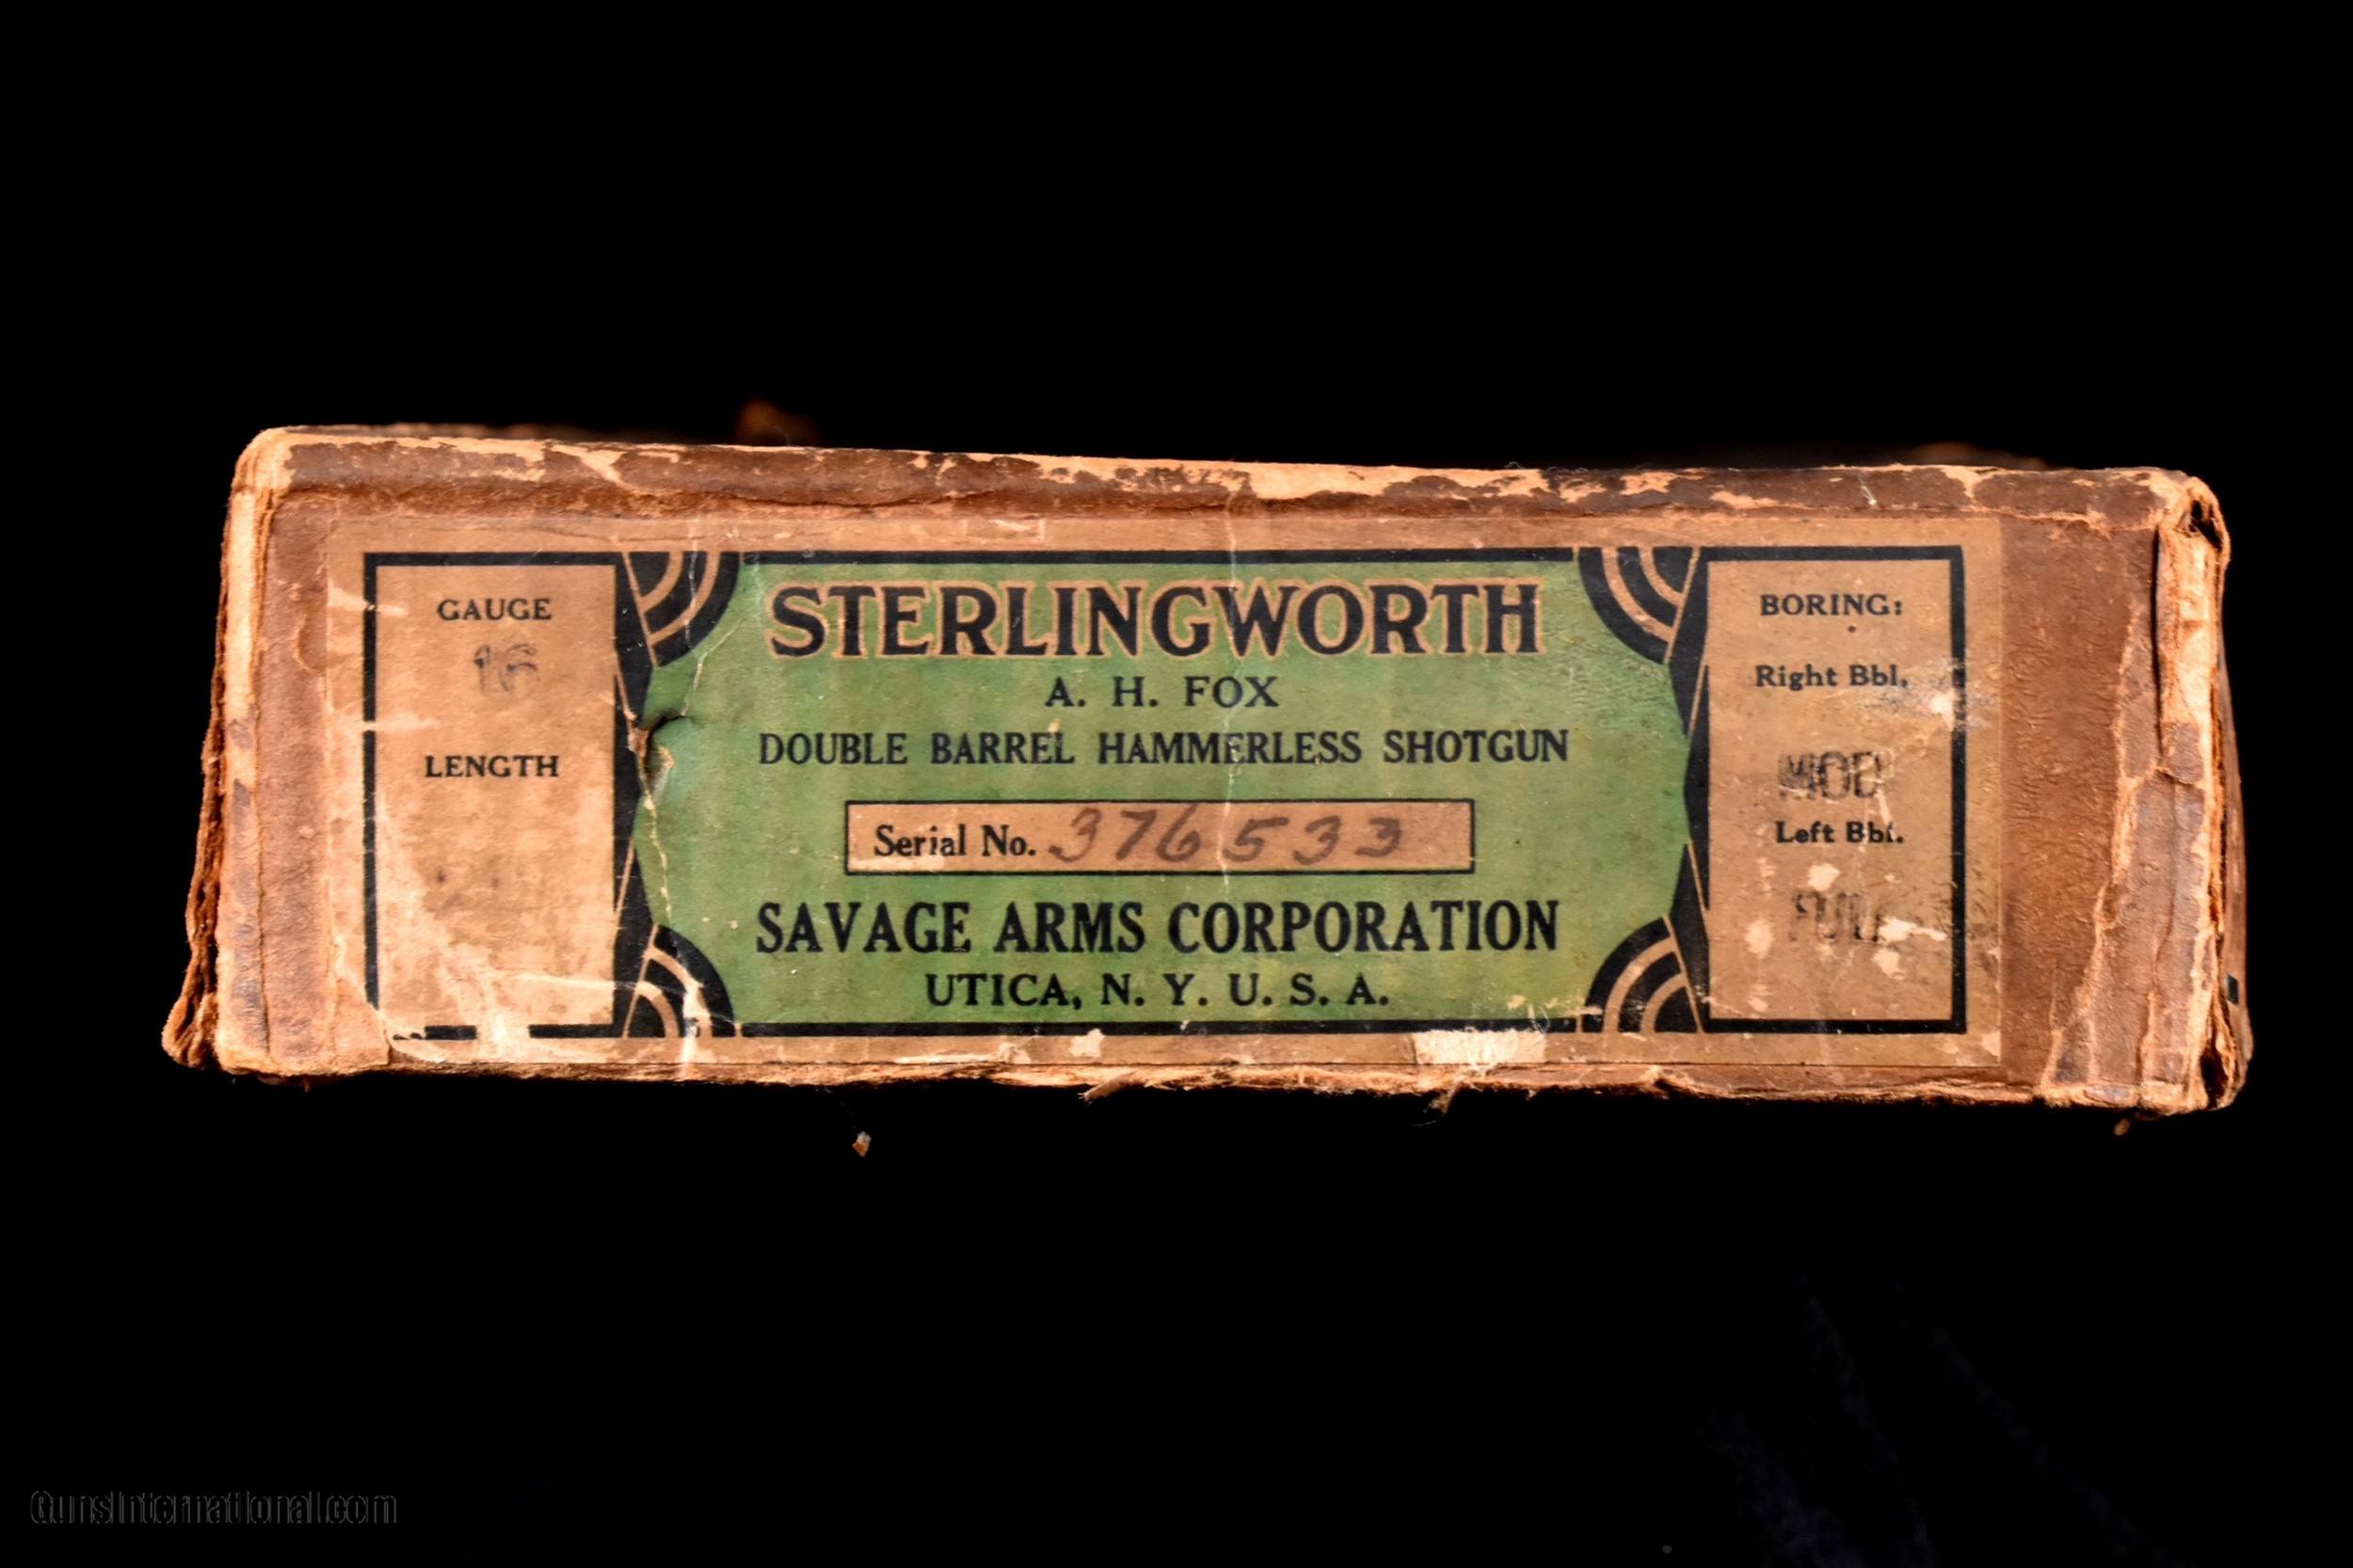 GAUGE
16
LENGTH
STERLINGWORTH
A. H. FOX
DOUBLE BARREL HAMMERLESS SHOTGUN
Serial No. 376533
SAVAGE ARMS CORPORATION
UTICA, N. Y. U. S. A.
BORING:
Right Bbl.
MOD
Left Bbl.
FULL
GunsInternational.com